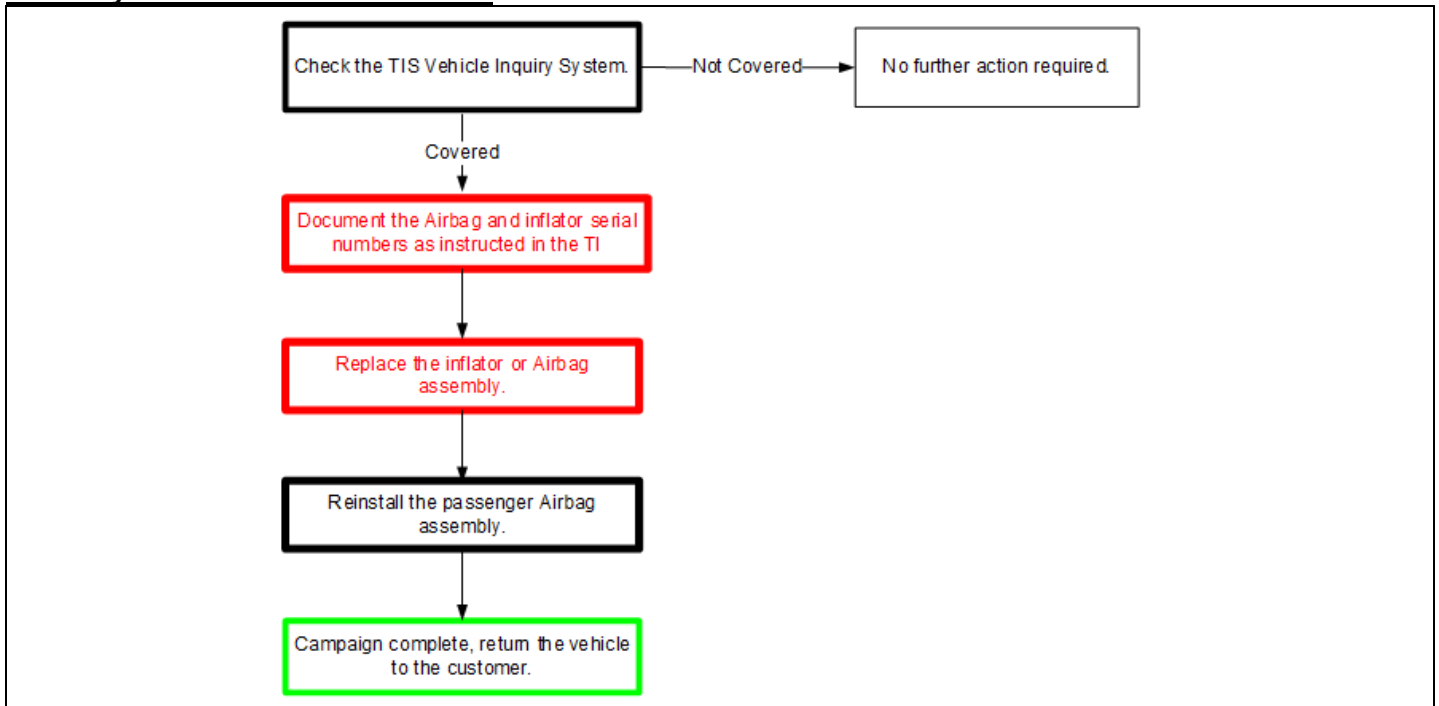 Check the TIS Vehicle Inquiry System.
Not Covered
No further action required.
Covered
Document the Airbag and inflator serial
numbers as instructed in the TI
Replace the inflator or Airbag
assembly.
Reinstall the passenger Airbag
assembly.
Campaign complete, return the vehicle
to the customer.